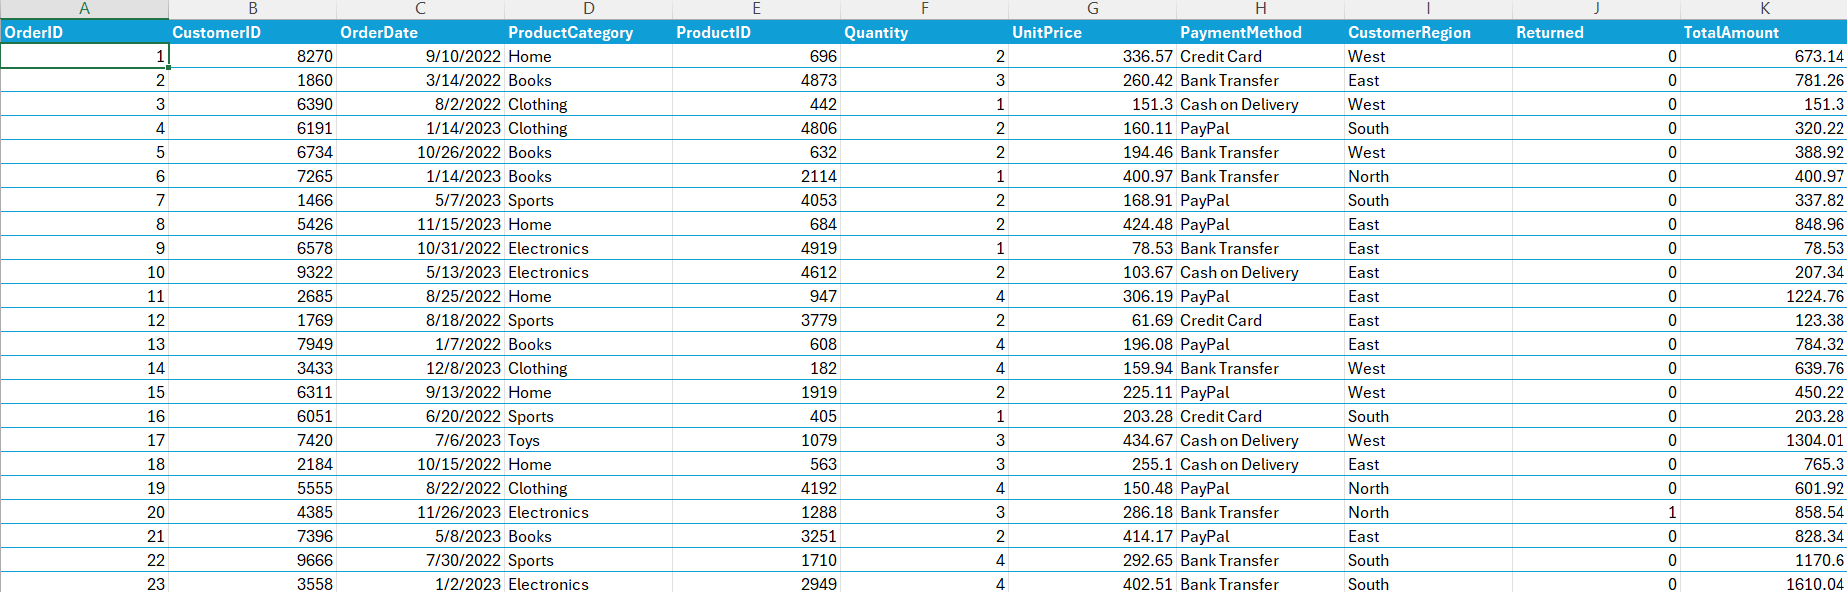 A B C D E F G H I J K
OrderID CustomerID OrderDate ProductCategory ProductID Quantity UnitPrice PaymentMethod CustomerRegion Returned TotalAmount
1 8270 9/10/2022 Home 696 2 336.57 Credit Card West 0 673.14
2 1860 3/14/2022 Books 4873 3 260.42 Bank Transfer East 0 781.26
3 6390 8/2/2022 Clothing 442 1 151.3 Cash on Delivery West 0 151.3
4 6191 1/14/2023 Clothing 4806 2 160.11 PayPal South 0 320.22
5 6734 10/26/2022 Books 632 2 194.46 Bank Transfer West 0 388.92
6 7265 1/14/2023 Books 2114 1 400.97 Bank Transfer North 0 400.97
7 1466 5/7/2023 Sports 4053 2 168.91 PayPal South 0 337.82
8 5426 11/15/2023 Home 684 2 424.48 PayPal East 0 848.96
9 6578 10/31/2022 Electronics 4919 1 78.53 Bank Transfer East 0 78.53
10 9322 5/13/2023 Electronics 4612 2 103.67 Cash on Delivery East 0 207.34
11 2685 8/25/2022 Home 947 4 306.19 PayPal East 0 1224.76
12 1769 8/18/2022 Sports 3779 2 61.69 Credit Card East 0 123.38
13 7949 1/7/2022 Books 608 4 196.08 PayPal East 0 784.32
14 3433 12/8/2023 Clothing 182 4 159.94 Bank Transfer West 0 639.76
15 6311 9/13/2022 Home 1919 2 225.11 PayPal West 0 450.22
16 6051 6/20/2022 Sports 405 1 203.28 Credit Card South 0 203.28
17 7420 7/6/2023 Toys 1079 3 434.67 Cash on Delivery West 0 1304.01
18 2184 10/15/2022 Home 563 3 255.1 Cash on Delivery East 0 765.3
19 5555 8/22/2022 Clothing 4192 4 150.48 PayPal North 0 601.92
20 4385 11/26/2023 Electronics 1288 3 286.18 Bank Transfer North 1 858.54
21 7396 5/8/2023 Books 3251 2 414.17 PayPal East 0 828.34
22 9666 7/30/2022 Sports 1710 4 292.65 Bank Transfer South 0 1170.6
23 3558 1/2/2023 Electronics 2949 4 402.51 Bank Transfer South 0 1610.04